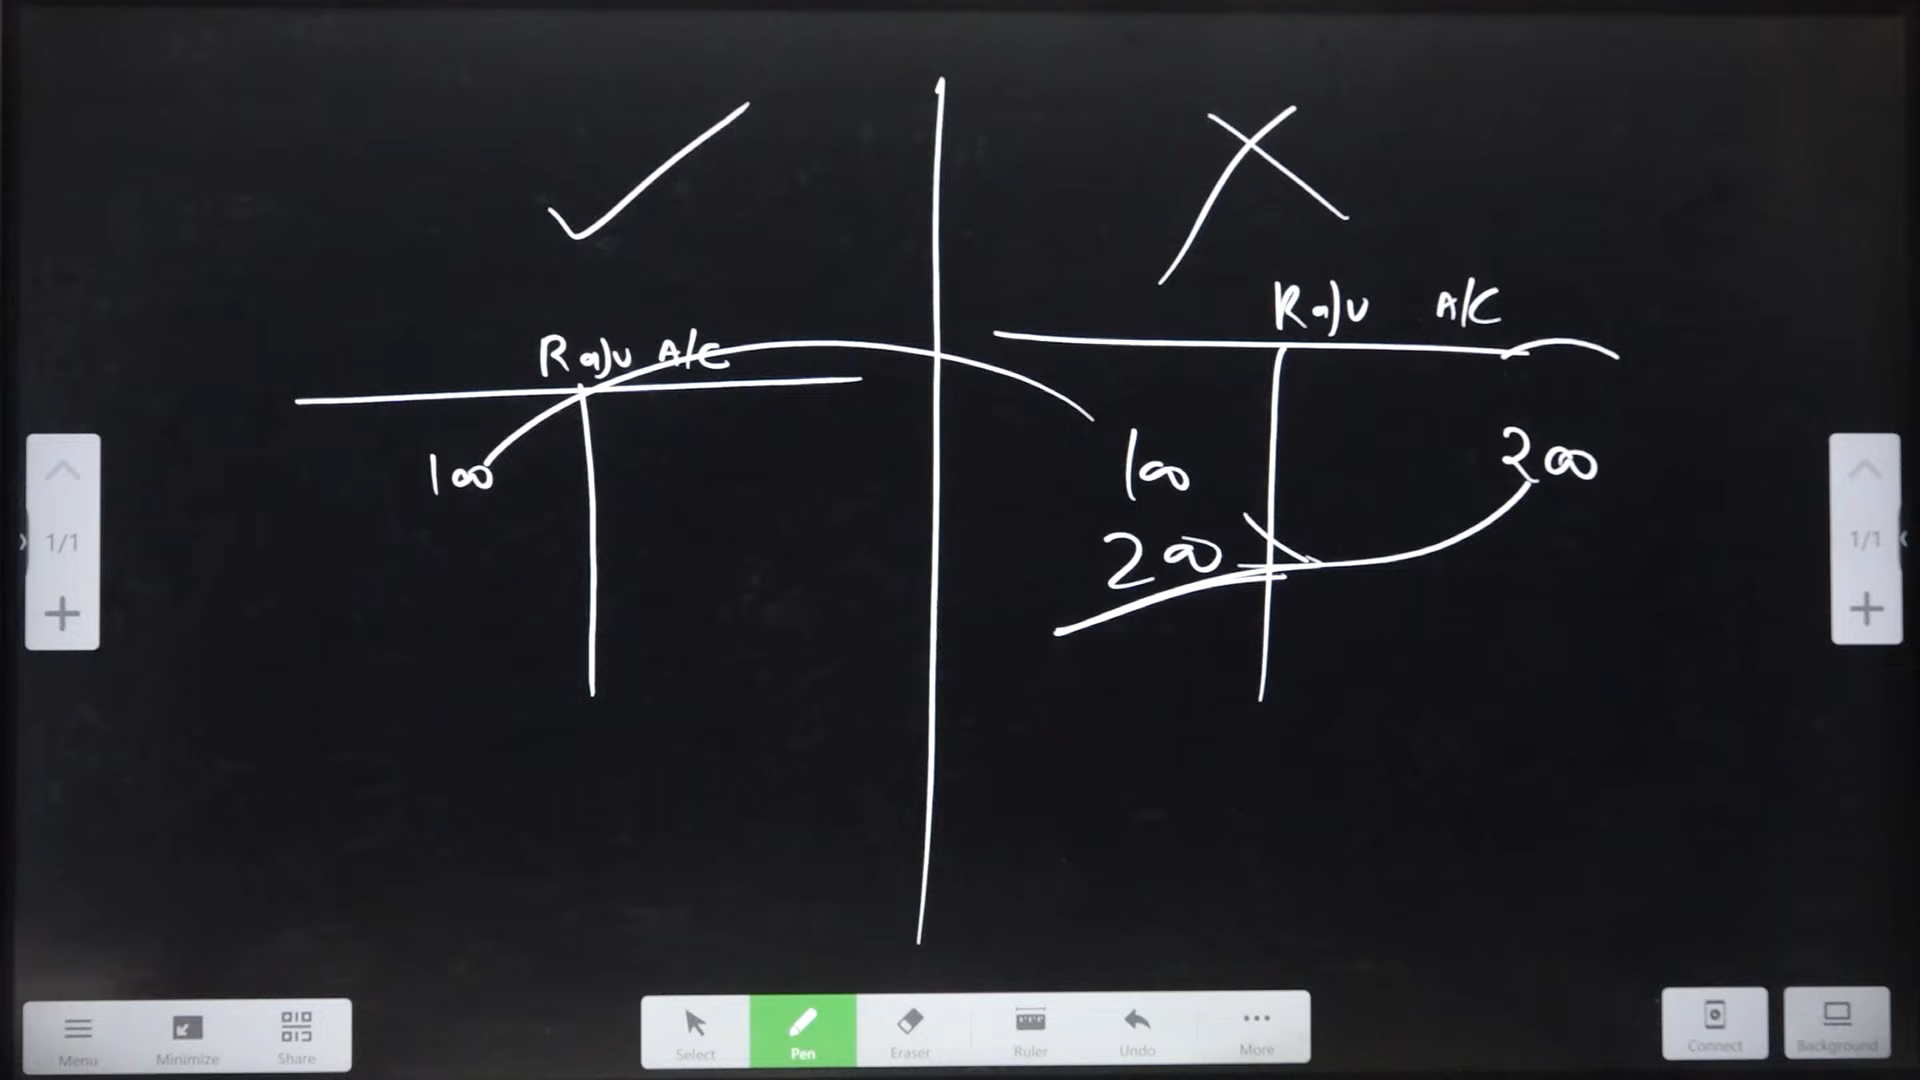 Raju A/C
100
Raju A/C
100
200
200
1/1
1/1
Menu
Minimize
Share
Select
Pen
Eraser
Ruler
Undo
More
Connect
Background